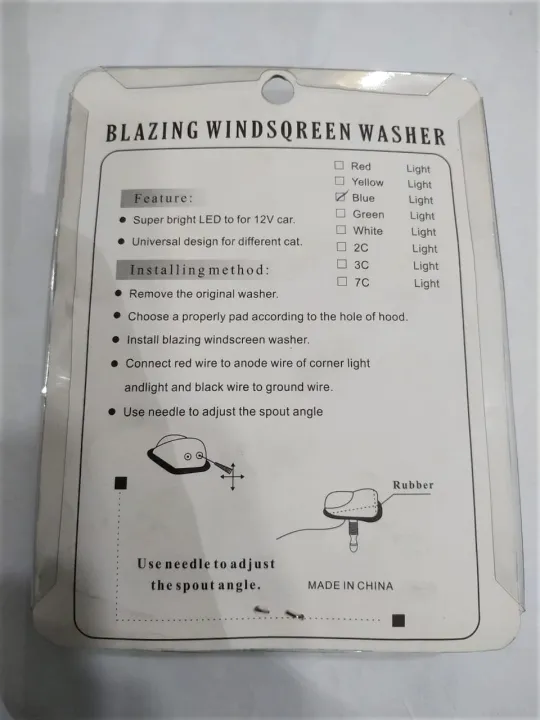 BLAZING WINDSQREEN WASHER
☐ Red Light
☐ Yellow Light
☑ Blue Light
☐ Green Light
☐ White Light
☐ 2C Light
☐ 3C Light
☐ 7C Light
Feature:
● Super bright LED to for 12V car.
● Universal design for different cat.
Installing method:
● Remove the original washer.
● Choose a properly pad according to the hole of hood.
● Install blazing windscreen washer.
● Connect red wire to anode wire of corner light
andlight and black wire to ground wire.
● Use needle to adjust the spout angle
Rubber
Use needle to adjust
the spout angle.
MADE IN CHINA